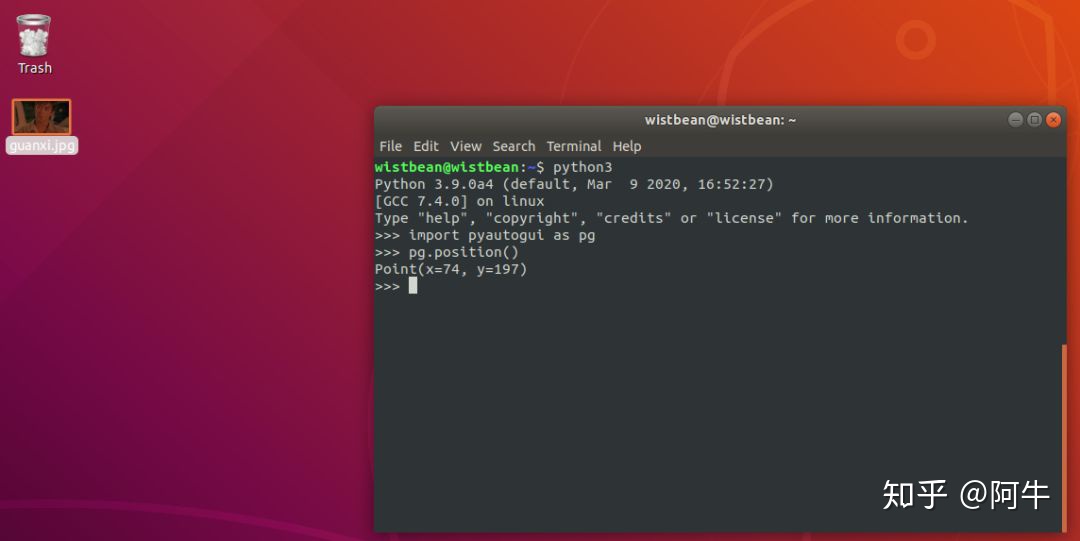 Trash
guanxi.jpg
wistbean@wistbean: ~
File Edit View Search Terminal Help
wistbean@wistbean:~$ python3
Python 3.9.0a4 (default, Mar  9 2020, 16:52:27)
[GCC 7.4.0] on linux
Type "help", "copyright", "credits" or "license" for more information.
>>> import pyautogui as pg
>>> pg.position()
Point(x=74, y=197)
>>>
知乎 @阿牛